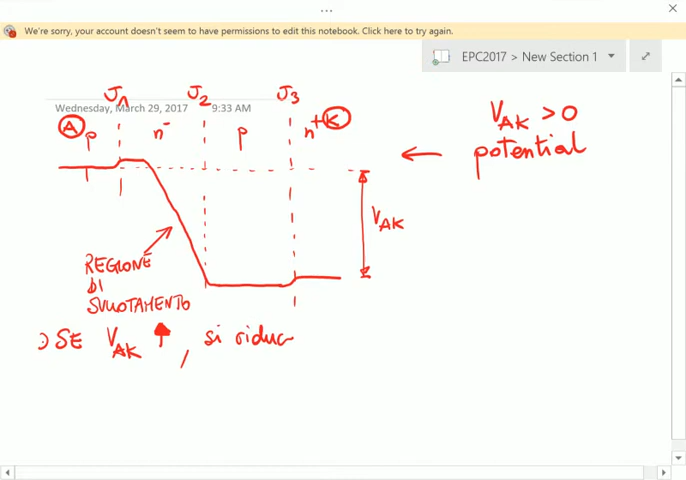 ...
We're sorry, your account doesn't seem to have permissions to edit this notebook. Click here to try again.
EPC2017 > New Section 1
Wednesday, March 29, 2017 9:33 AM
J1 J2 J3
A p n- p n+ K
VAK > 0
potential
VAK
REGIONE
DI
SVUOTAMENTO
SE VAK ↑, si riduc